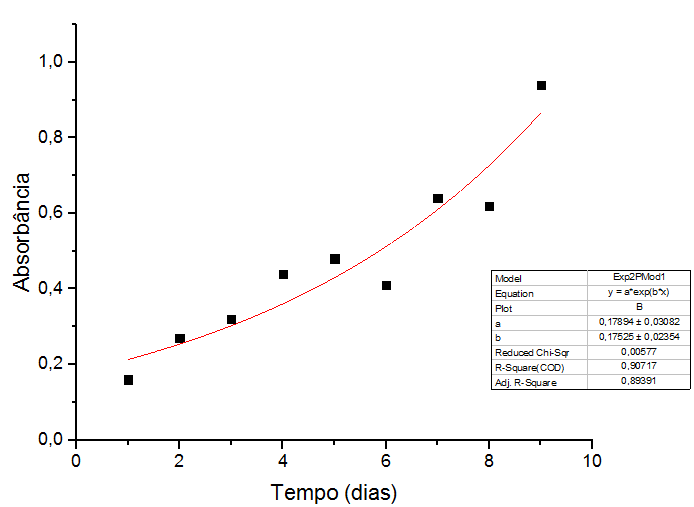 1,0
0,8
0,6
0,4
0,2
0,0
Absorbância
0 2 4 6 8 10
Tempo (dias)
Model Exp2PMod1
Equation y = a*exp(b*x)
Plot B
a 0,17894 ± 0,03082
b 0,17525 ± 0,02354
Reduced Chi-Sqr 0,00577
R-Square(COD) 0,90717
Adj. R-Square 0,89391